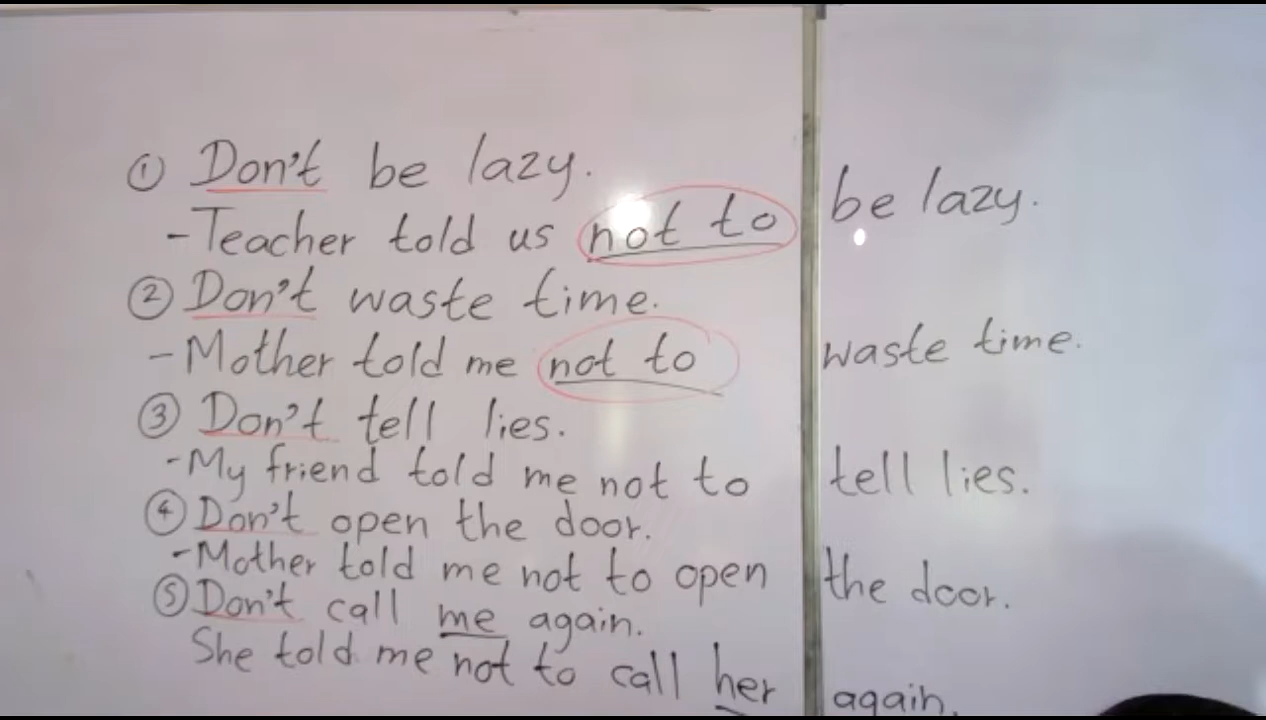 ① Don't be lazy.
- Teacher told us not to be lazy.
② Don't waste time.
- Mother told me not to waste time.
③ Don't tell lies.
- My friend told me not to tell lies.
④ Don't open the door.
- Mother told me not to open the door.
⑤ Don't call me again.
She told me not to call her again.